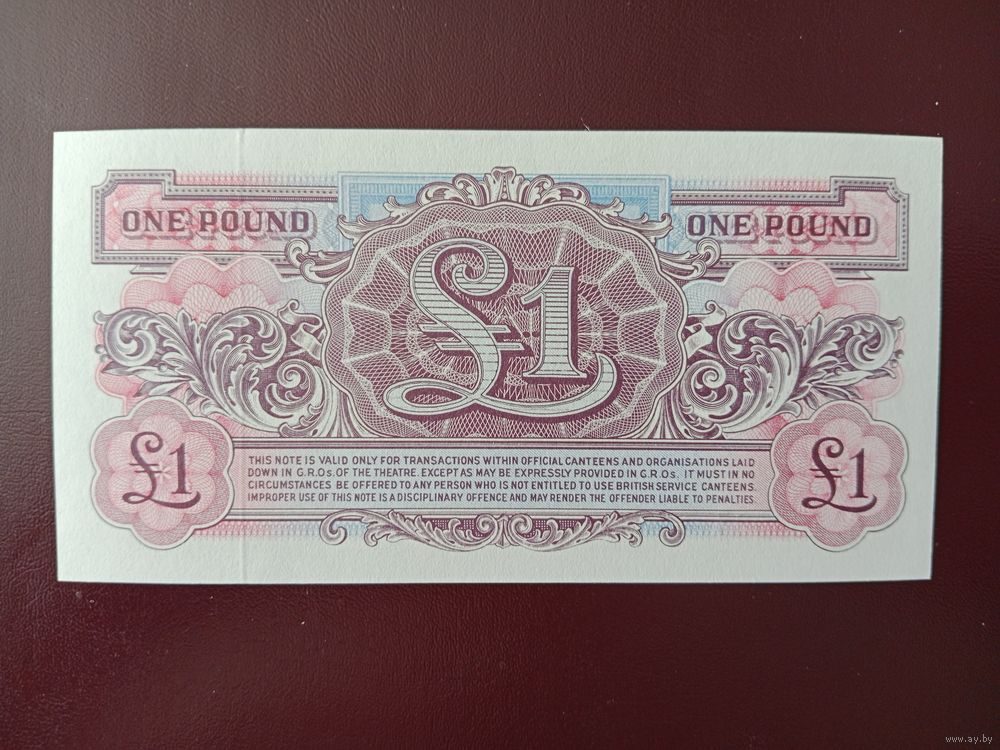 ONE POUND
ONE POUND
£1
THIS NOTE IS VALID ONLY FOR TRANSACTIONS WITHIN OFFICIAL CANTEENS AND ORGANISATIONS LAID
DOWN IN G.R.Os. OF THE THEATRE. EXCEPT AS MAY BE EXPRESSLY PROVIDED IN G.R.Os. IT MUST IN NO
CIRCUMSTANCES BE OFFERED TO ANY PERSON WHO IS NOT ENTITLED TO USE BRITISH SERVICE CANTEENS.
IMPROPER USE OF THIS NOTE IS A DISCIPLINARY OFFENCE AND MAY RENDER THE OFFENDER LIABLE TO PENALTIES.
£1
£1
www.ay.by